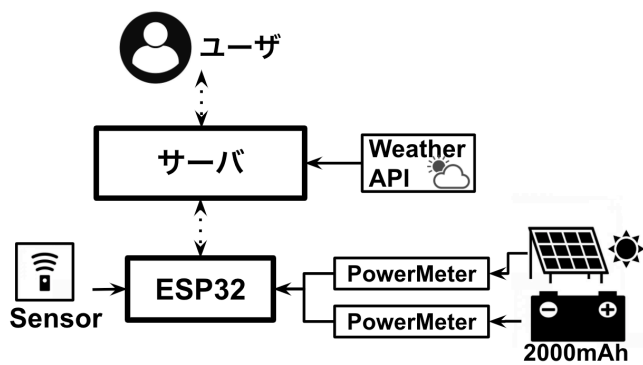 ユーザ
サーバ
Weather
API
ESP32
Sensor
PowerMeter
PowerMeter
2000mAh